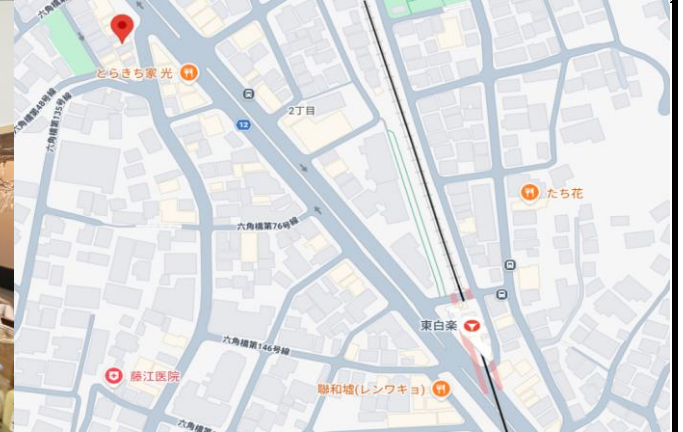 六角橋
とらきち家 光
六角橋第48号線
六角橋第135号線
12
2丁目
たち花
六角橋第76号線
東白楽
六角橋第146号線
藤江医院
聯和墟(レンワキョ)
六角橋